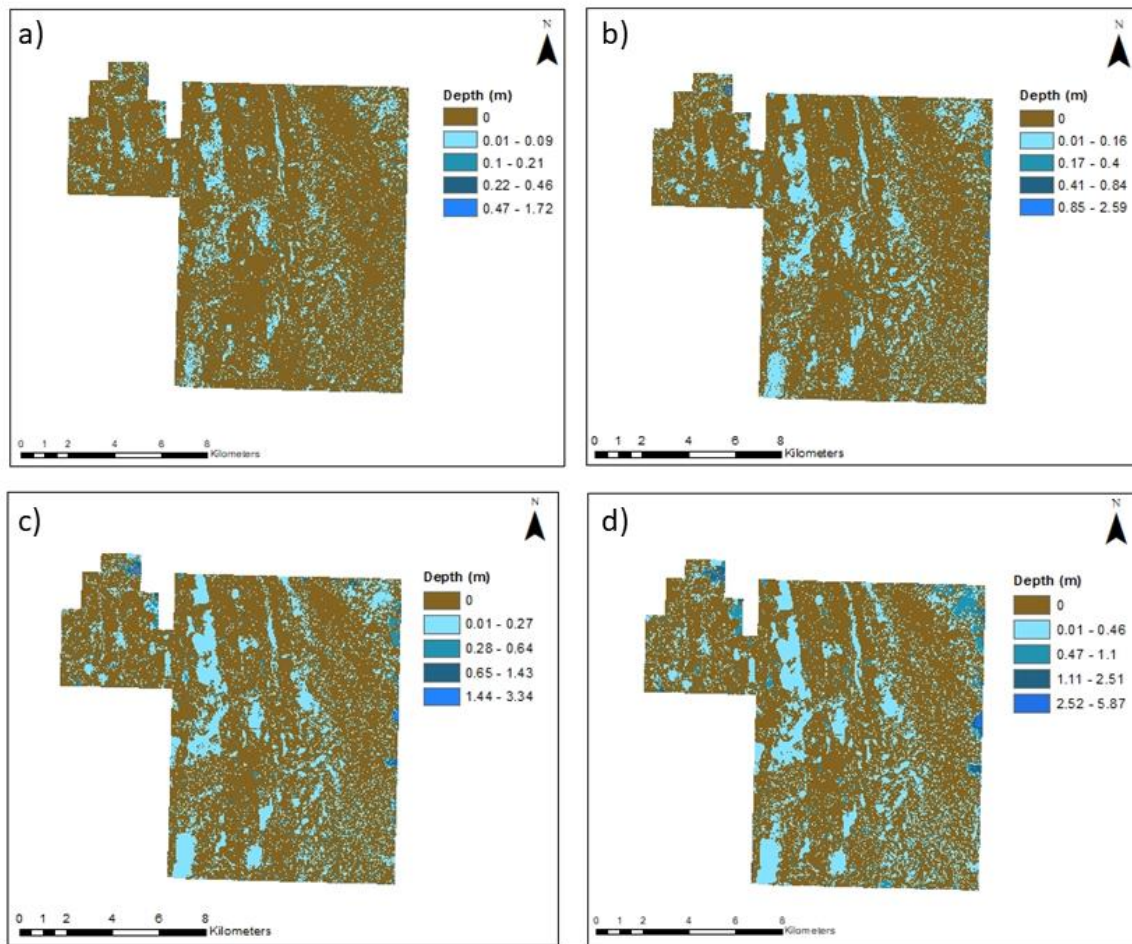 a)
N
Depth (m)
0
0.01 - 0.09
0.1 - 0.21
0.22 - 0.46
0.47 - 1.72
0 1 2 4 6 8
Kilometers
b)
N
Depth (m)
0
0.01 - 0.16
0.17 - 0.4
0.41 - 0.84
0.85 - 2.59
0 1 2 4 6 8
Kilometers
c)
N
Depth (m)
0
0.01 - 0.27
0.28 - 0.64
0.65 - 1.43
1.44 - 3.34
0 1 2 4 6 8
Kilometers
d)
N
Depth (m)
0
0.01 - 0.46
0.47 - 1.1
1.11 - 2.51
2.52 - 5.87
0 1 2 4 6 8
Kilometers